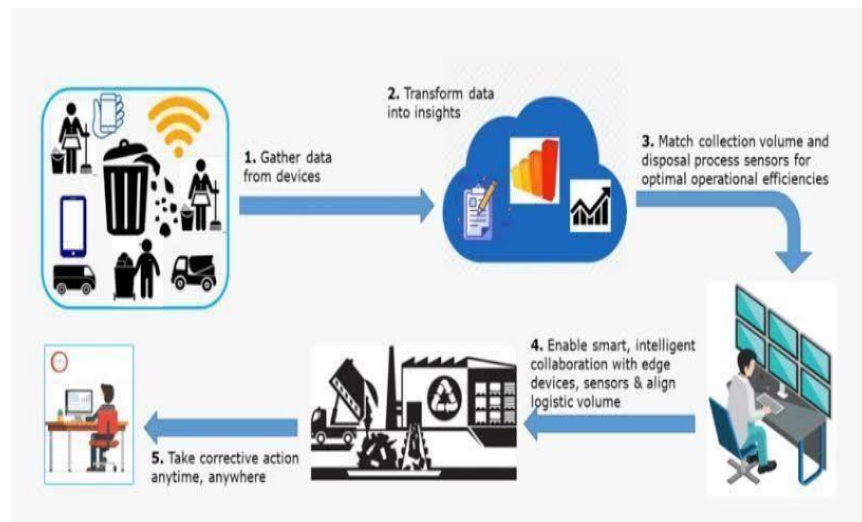 1. Gather data
from devices
2. Transform data
into insights
3. Match collection volume and
disposal process sensors for
optimal operational efficiencies
4. Enable smart, intelligent
collaboration with edge
devices, sensors & align
logistic volume
5. Take corrective action
anytime, anywhere